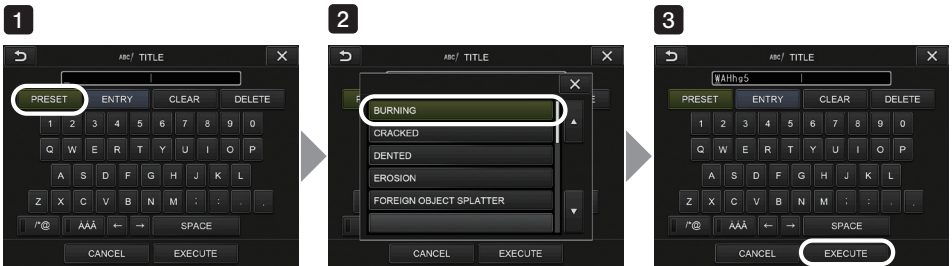 1
ABC/ TITLE
PRESET ENTRY CLEAR DELETE
1 2 3 4 5 6 7 8 9 0
Q W E R T Y U I O P
A S D F G H J K L
Z X C V B N M ; : , .
/*@ ÀÄÂ ← → SPACE
CANCEL EXECUTE
2
ABC/ TITLE
BURNING
CRACKED
DENTED
EROSION
FOREIGN OBJECT SPLATTER
CANCEL EXECUTE
3
ABC/ TITLE
WAHhg5
PRESET ENTRY CLEAR DELETE
1 2 3 4 5 6 7 8 9 0
Q W E R T Y U I O P
A S D F G H J K L
Z X C V B N M ; : , .
/*@ ÀÄÂ ← → SPACE
CANCEL EXECUTE